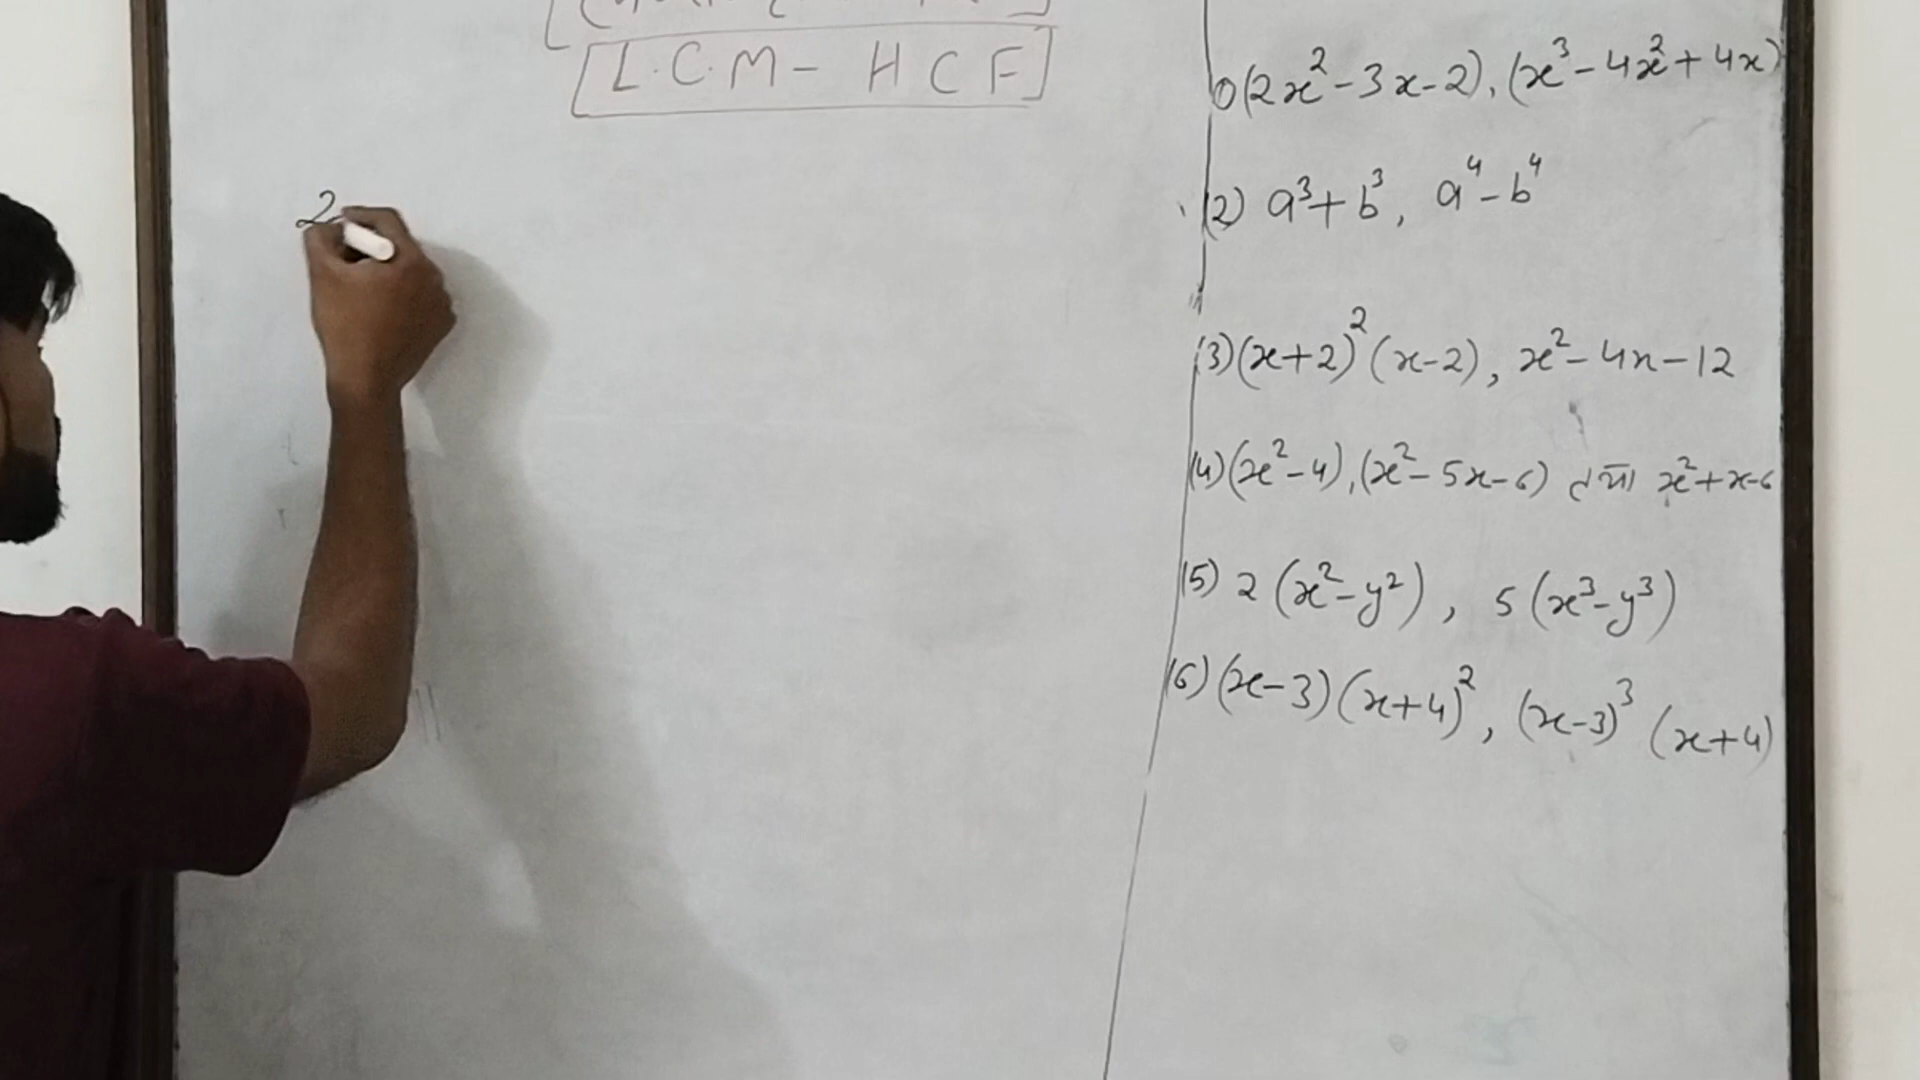 L.C.M - HCF
2
(1) (2x² - 3x - 2), (x³ - 4x² + 4x)
(2) a³ + b³, a⁴ - b⁴
(3) (x+2)² (x-2), x² - 4x - 12
(4) (x² - 4), (x² - 5x - 6) तथा x² + x - 6
(5) 2 (x² - y²), 5 (x³ - y³)
(6) (x-3) (x+4)², (x-3)³ (x+4)